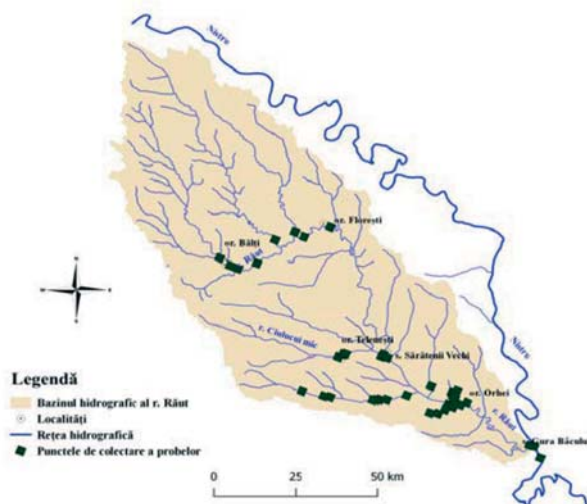 Nistru
or. Florești
or. Bălți
Răut
or. Telenești
r. Ciulucul mic
s. Sărătenii Vechi
Nistru
or. Orhei
r. Răut
Gura Bâcului
Legendă
Bazinul hidrografic al r. Răut
Localități
Rețea hidrografică
Punctele de colectare a probelor
0 25 50 km